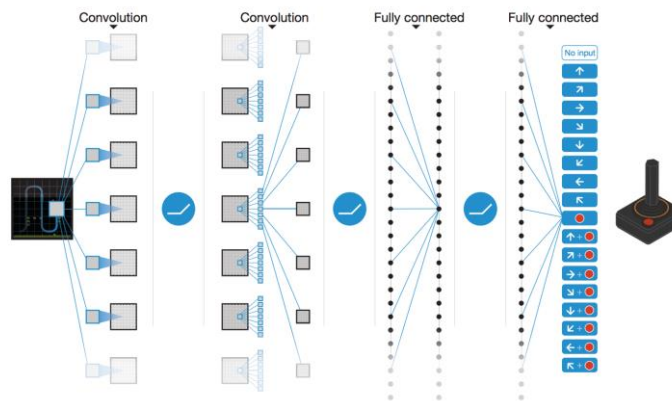 Convolution
Convolution
Fully connected
Fully connected
No input
+
+
+
+
+
+
+
+